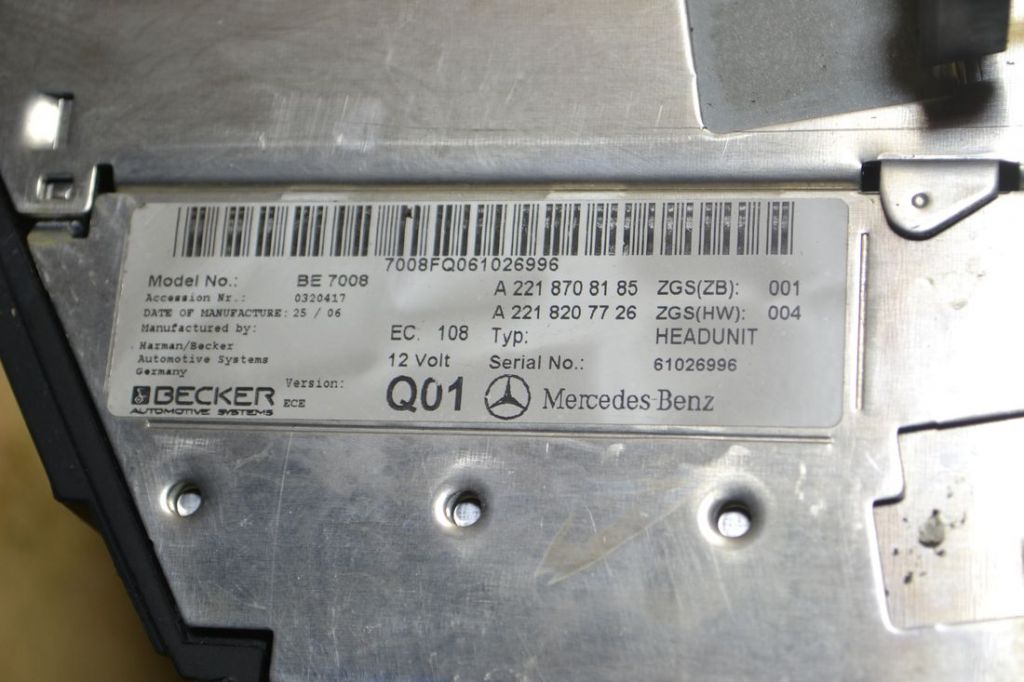 7008FQ061026996
Model No.: BE 7008
Accession Nr.: 0320417
DATE OF MANUFACTURE: 25 / 06
Manufactured by:
Harman/Becker
Automotive Systems
Germany
BECKER
AUTOMOTIVE SYSTEMS
Version:
ECE
A 221 870 81 85 ZGS(ZB): 001
A 221 820 77 26 ZGS(HW): 004
EC. 108 Typ: HEADUNIT
12 Volt Serial No.: 61026996
Q01 Mercedes-Benz